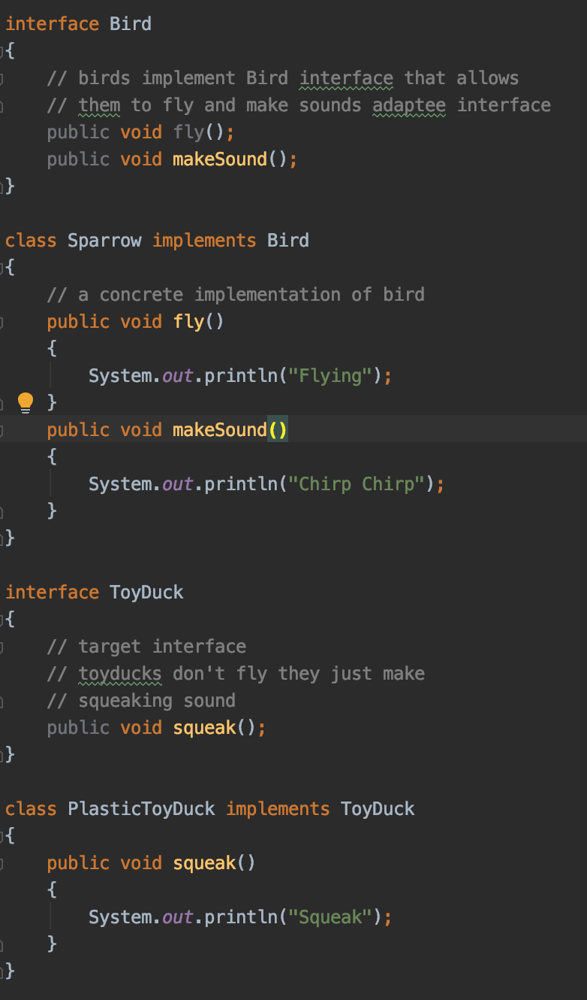 interface Bird
{
    // birds implement Bird interface that allows
    // them to fly and make sounds adaptee interface
    public void fly();
    public void makeSound();
}

class Sparrow implements Bird
{
    // a concrete implementation of bird
    public void fly()
    {
        System.out.println("Flying");
    }
    public void makeSound()
    {
        System.out.println("Chirp Chirp");
    }
}

interface ToyDuck
{
    // target interface
    // toyducks don't fly they just make
    // squeaking sound
    public void squeak();
}

class PlasticToyDuck implements ToyDuck
{
    public void squeak()
    {
        System.out.println("Squeak");
    }
}